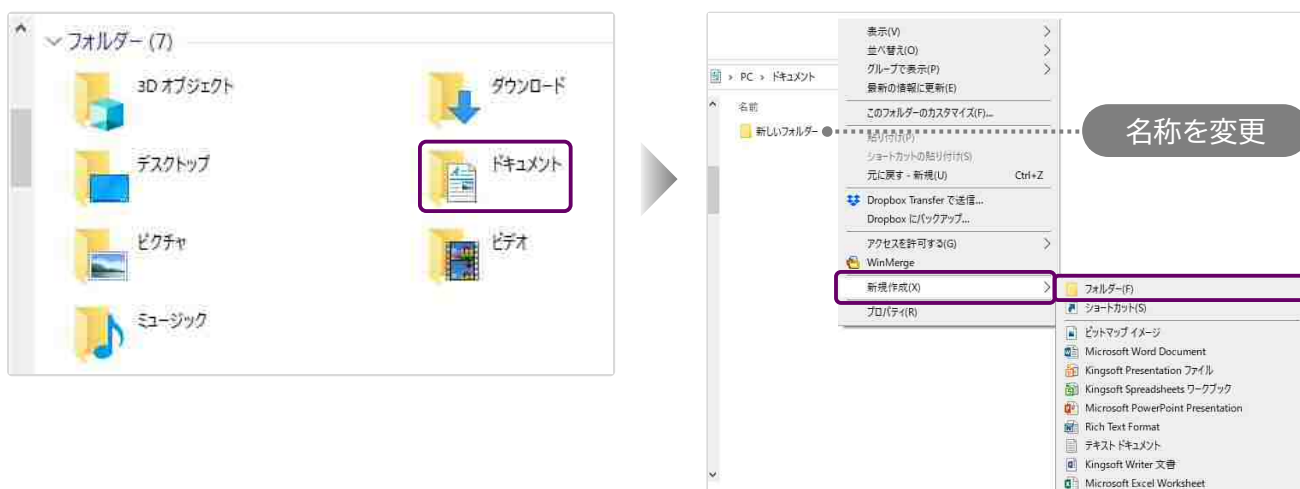 フォルダー (7)
3D オブジェクト
ダウンロード
デスクトップ
ドキュメント
ピクチャ
ビデオ
ミュージック
PC › ドキュメント
名前
新しいフォルダー
名称を変更
表示(V)
並べ替え(O)
グループで表示(P)
最新の情報に更新(E)
このフォルダーのカスタマイズ(F)...
貼り付け(P)
ショートカットの貼り付け(S)
元に戻す - 新規(U) Ctrl+Z
Dropbox Transfer で送信...
Dropbox にバックアップ...
アクセスを許可する(G)
WinMerge
新規作成(X)
プロパティ(R)
フォルダー(F)
ショートカット(S)
ビットマップ イメージ
Microsoft Word Document
Kingsoft Presentation ファイル
Kingsoft Spreadsheets ワークブック
Microsoft PowerPoint Presentation
Rich Text Format
テキスト ドキュメント
Kingsoft Writer 文書
Microsoft Excel Worksheet